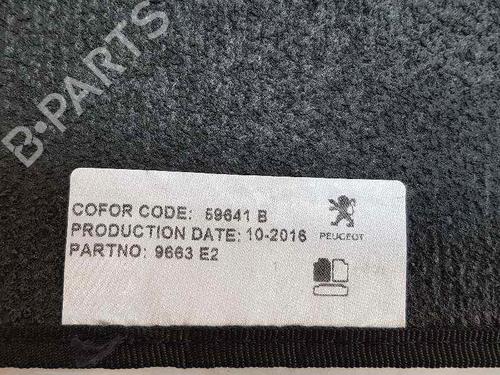 B-PARTS
COFOR CODE: 59641 B
PRODUCTION DATE: 10-2016
PARTNO: 9663 E2
PEUGEOT